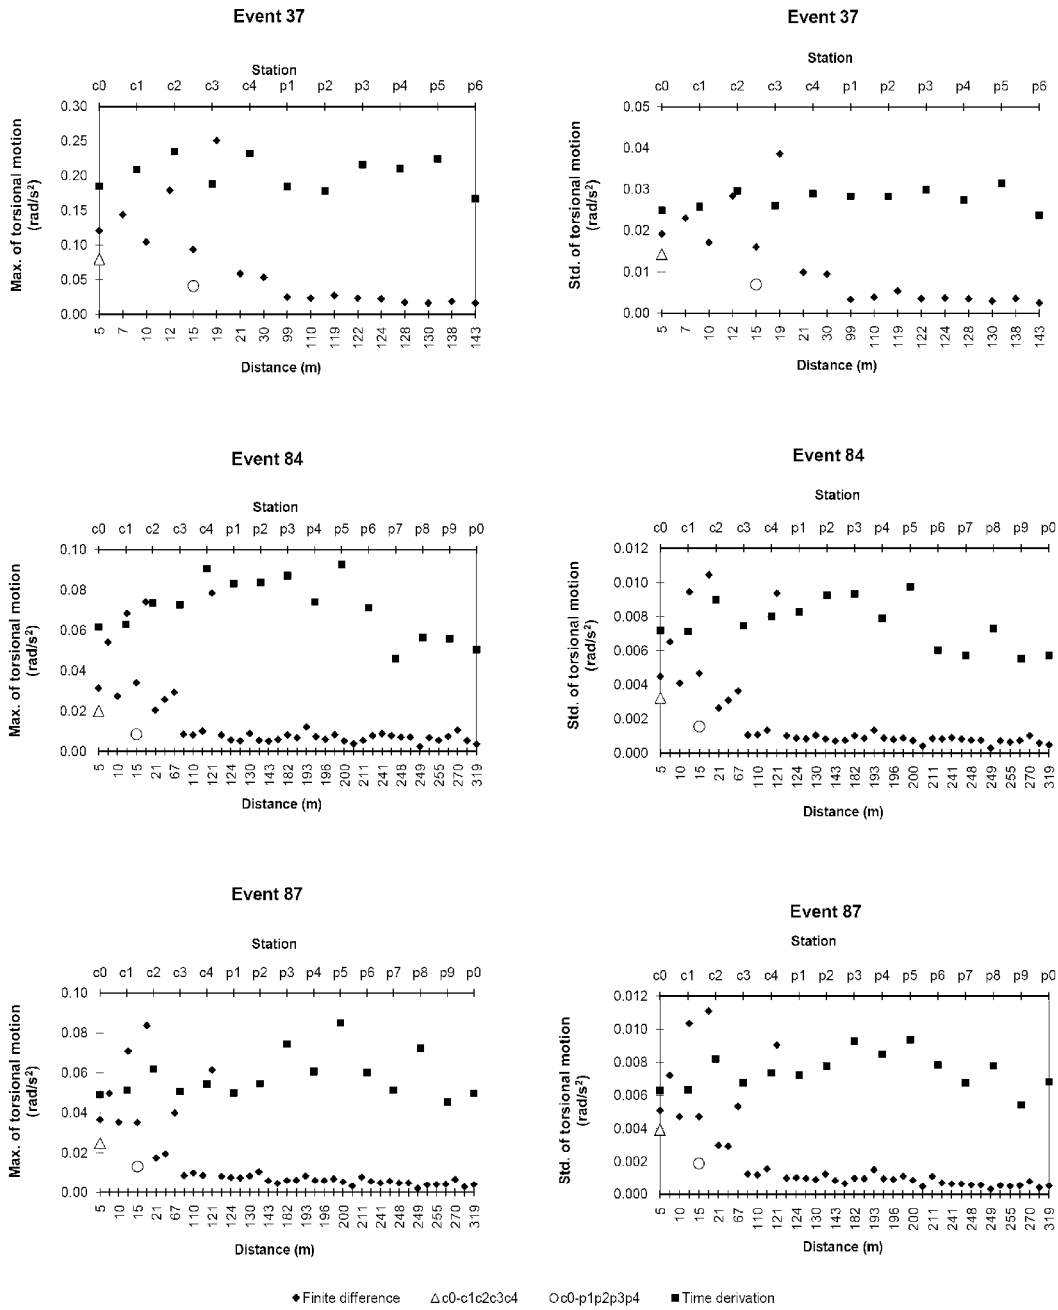 Event 37
Station
c0 c1 c2 c3 c4 p1 p2 p3 p4 p5 p6
0.30
0.25
0.20
0.15
0.10
0.05
0.00
Max. of torsional motion
(rad/s²)
5 7 10 12 15 19 21 30 99 110 119 122 124 128 130 138 143
Distance (m)
Event 37
Station
c0 c1 c2 c3 c4 p1 p2 p3 p4 p5 p6
0.05
0.04
0.03
0.02
0.01
0.00
Std. of torsional motion
(rad/s²)
5 7 10 12 15 19 21 30 99 110 119 122 124 128 130 138 143
Distance (m)
Event 84
Station
c0 c1 c2 c3 c4 p1 p2 p3 p4 p5 p6 p7 p8 p9 p0
0.10
0.08
0.06
0.04
0.02
0.00
Max. of torsional motion
(rad/s²)
5 10 15 21 67 110 121 124 130 143 182 193 196 200 211 241 248 249 255 270 319
Distance (m)
Event 84
Station
c0 c1 c2 c3 c4 p1 p2 p3 p4 p5 p6 p7 p8 p9 p0
0.012
0.010
0.008
0.006
0.004
0.002
0.000
Std. of torsional motion
(rad/s²)
5 10 15 21 67 110 121 124 130 143 182 193 196 200 211 241 248 249 255 270 319
Distance (m)
Event 87
Station
c0 c1 c2 c3 c4 p1 p2 p3 p4 p5 p6 p7 p8 p9 p0
0.10
0.08
0.06
0.04
0.02
0.00
Max. of torsional motion
(rad/s²)
5 10 15 21 67 110 121 124 130 143 182 193 196 200 211 241 248 249 255 270 319
Distance (m)
Event 87
Station
c0 c1 c2 c3 c4 p1 p2 p3 p4 p5 p6 p7 p8 p9 p0
0.012
0.010
0.008
0.006
0.004
0.002
0.000
Std. of torsional motion
(rad/s²)
5 10 15 21 67 110 121 124 130 143 182 193 196 200 211 241 248 249 255 270 319
Distance (m)
Finite difference c0-c1c2c3c4 c0-p1p2p3p4 Time derivation